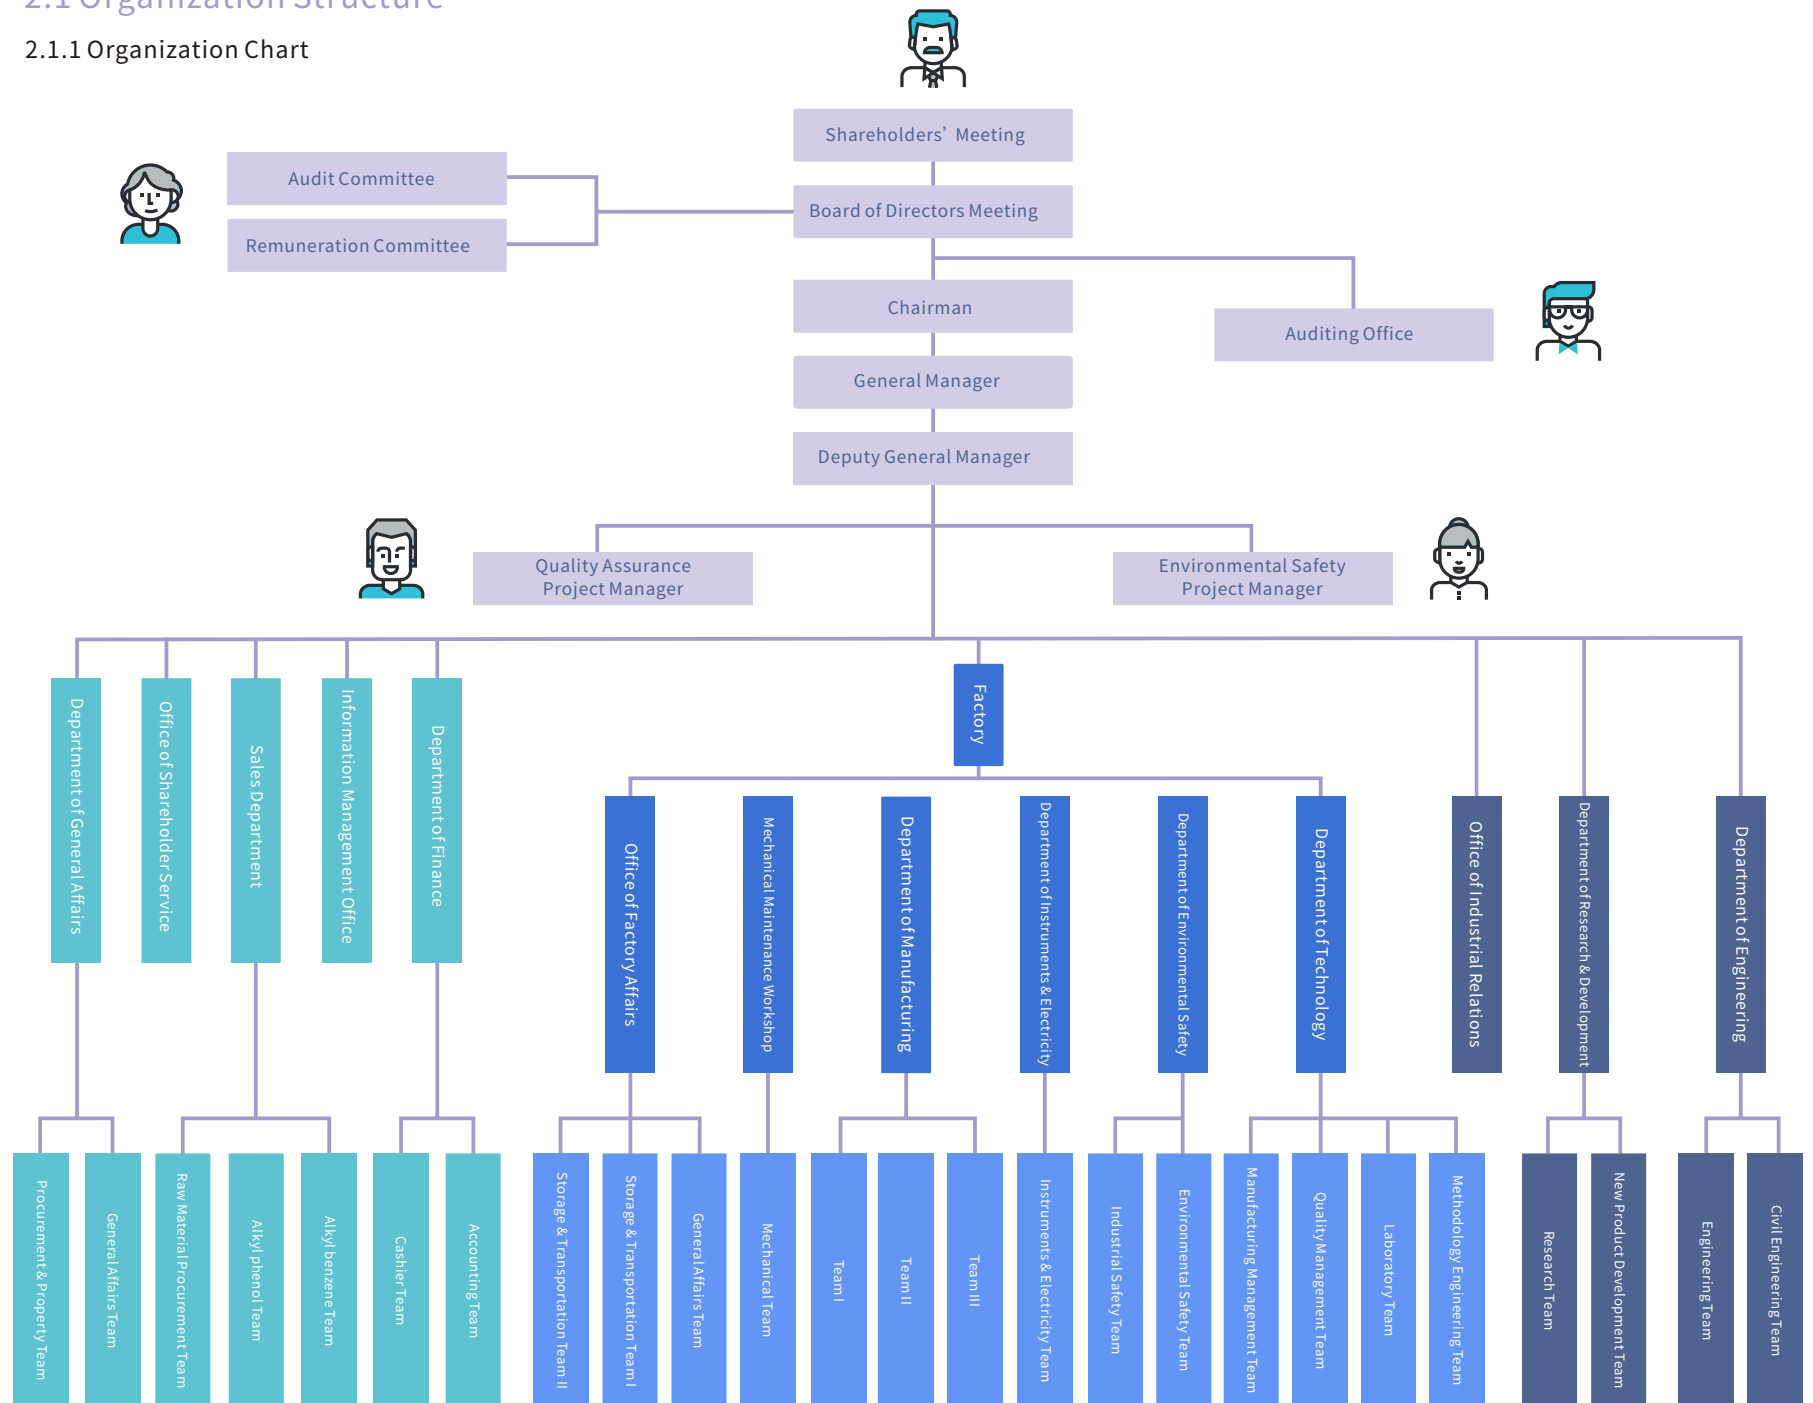 2.1 Organization Structure
2.1.1 Organization Chart
Shareholders’ Meeting
Audit Committee
Board of Directors Meeting
Remuneration Committee
Chairman
Auditing Office
General Manager
Deputy General Manager
Quality Assurance
Project Manager
Environmental Safety
Project Manager
Factory
Department of General Affairs
Office of Shareholder Service
Sales Department
Information Management Office
Department of Finance
Office of Factory Affairs
Mechanical Maintenance Workshop
Department of Manufacturing
Department of Instruments & Electricity
Department of Environmental Safety
Department of Technology
Office of Industrial Relations
Department of Research & Development
Department of Engineering
Procurement & Property Team
General Affairs Team
Raw Material Procurement Team
Alkyl phenol Team
Alkyl benzene Team
Cashier Team
Accounting Team
Storage & Transportation Team II
Storage & Transportation Team I
General Affairs Team
Mechanical Team
Team I
Team II
Team III
Instruments & Electricity Team
Industrial Safety Team
Environmental Safety Team
Manufacturing Management Team
Quality Management Team
Laboratory Team
Methodology Engineering Team
Research Team
New Product Development Team
Engineering Team
Civil Engineering Team